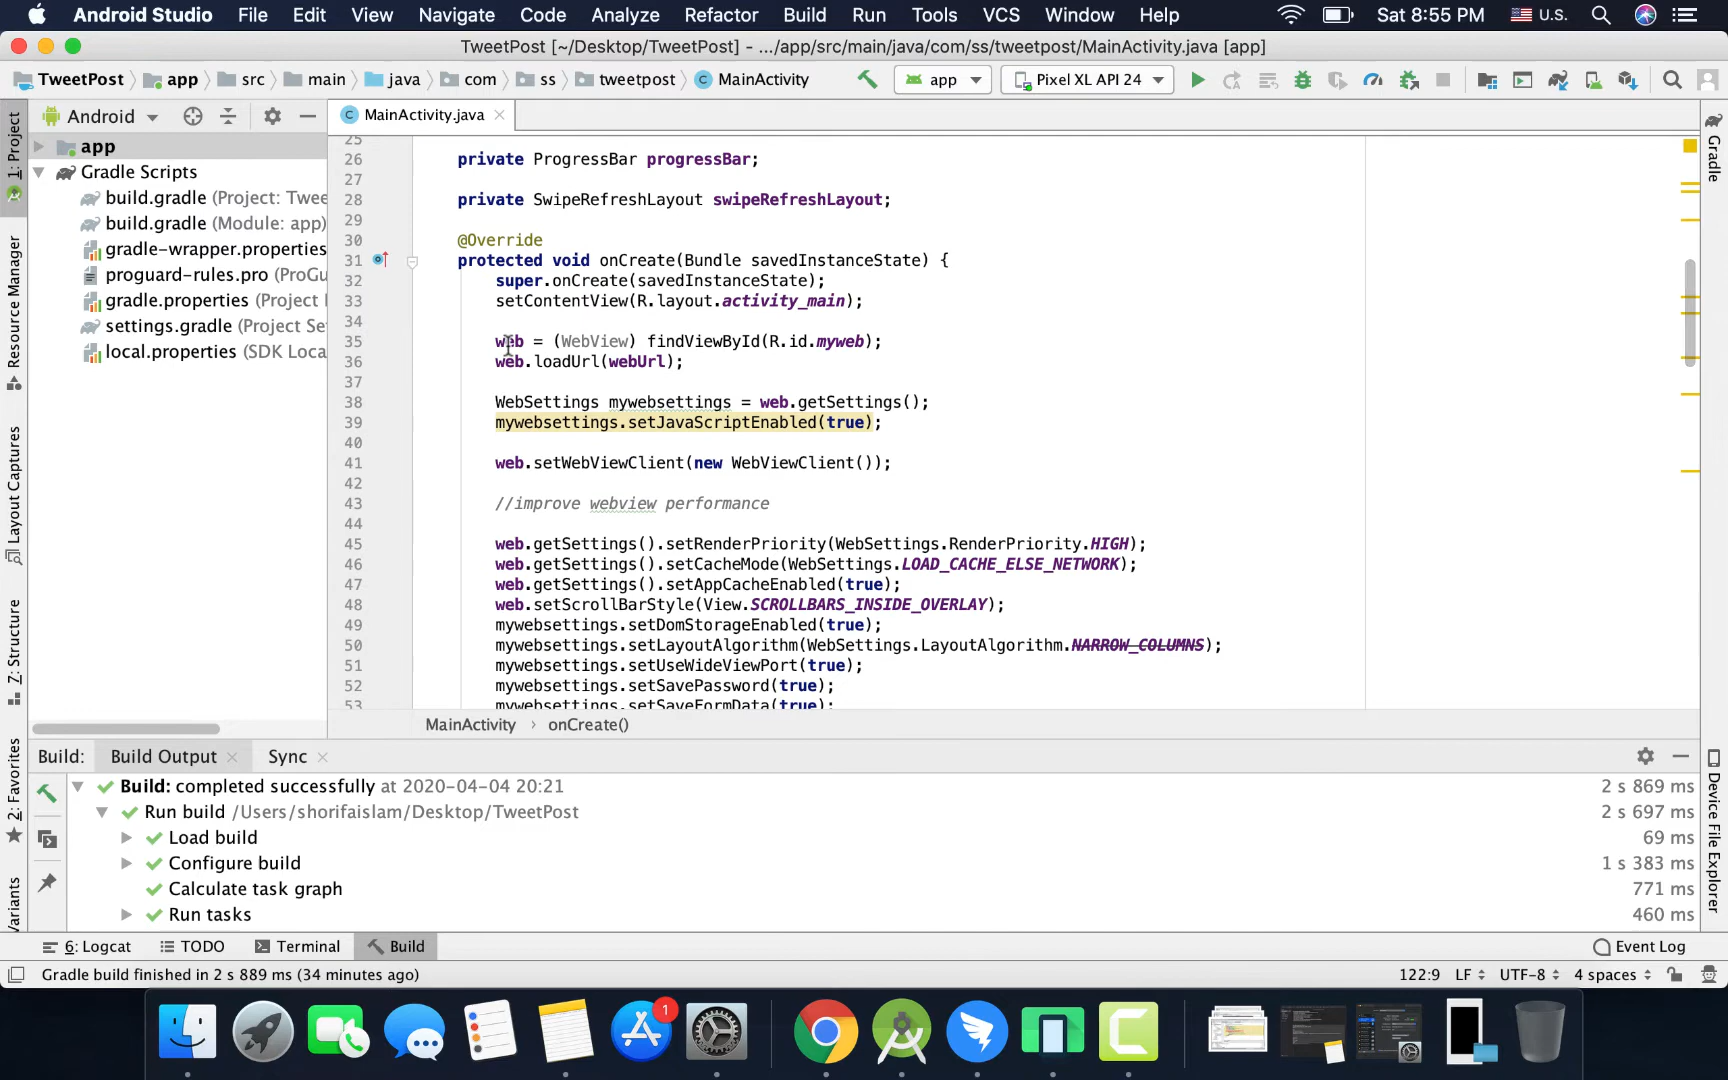 Android Studio File Edit View Navigate Code Analyze Refactor Build Run Tools VCS Window Help Sat 8:55 PM U.S.
TweetPost [~/Desktop/TweetPost] - .../app/src/main/java/com/ss/tweetpost/MainActivity.java [app]
TweetPost app src main java com ss tweetpost MainActivity app Pixel XL API 24
Android
MainActivity.java
app
Gradle Scripts
build.gradle (Project: Twee
build.gradle (Module: app)
gradle-wrapper.properties
proguard-rules.pro (ProGu
gradle.properties (Project
settings.gradle (Project Se
local.properties (SDK Loca
1: Project
Resource Manager
Layout Captures
Z: Structure
2: Favorites
Variants
25
26 private ProgressBar progressBar;
27
28 private SwipeRefreshLayout swipeRefreshLayout;
29
30 @Override
31 protected void onCreate(Bundle savedInstanceState) {
32 super.onCreate(savedInstanceState);
33 setContentView(R.layout.activity_main);
34
35 web = (WebView) findViewById(R.id.myweb);
36 web.loadUrl(webUrl);
37
38 WebSettings mywebsettings = web.getSettings();
39 mywebsettings.setJavaScriptEnabled(true);
40
41 web.setWebViewClient(new WebViewClient());
42
43 //improve webview performance
44
45 web.getSettings().setRenderPriority(WebSettings.RenderPriority.HIGH);
46 web.getSettings().setCacheMode(WebSettings.LOAD_CACHE_ELSE_NETWORK);
47 web.getSettings().setAppCacheEnabled(true);
48 web.setScrollBarStyle(View.SCROLLBARS_INSIDE_OVERLAY);
49 mywebsettings.setDomStorageEnabled(true);
50 mywebsettings.setLayoutAlgorithm(WebSettings.LayoutAlgorithm.NARROW_COLUMNS);
51 mywebsettings.setUseWideViewPort(true);
52 mywebsettings.setSavePassword(true);
53 mywebsettings.setSaveFormData(true);
MainActivity › onCreate()
Gradle
Device File Explorer
Build: Build Output Sync
Build: completed successfully at 2020-04-04 20:21 2 s 869 ms
Run build /Users/shorifaislam/Desktop/TweetPost 2 s 697 ms
Load build 69 ms
Configure build 1 s 383 ms
Calculate task graph 771 ms
Run tasks 460 ms
6: Logcat TODO Terminal Build Event Log
Gradle build finished in 2 s 889 ms (34 minutes ago) 122:9 LF UTF-8 4 spaces
1